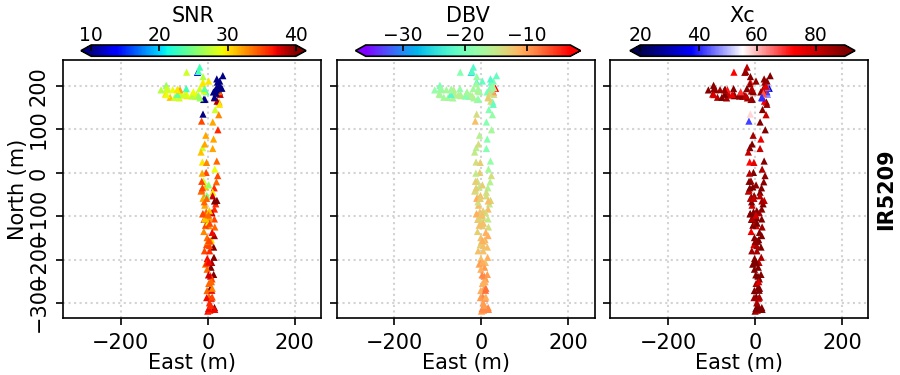 SNR
10 20 30 40
DBV
−30 −20 −10
Xc
20 40 60 80
North (m)
200
100
0
−100
−200
−300
−200 0 200
East (m)
−200 0 200
East (m)
−200 0 200
East (m)
IR5209